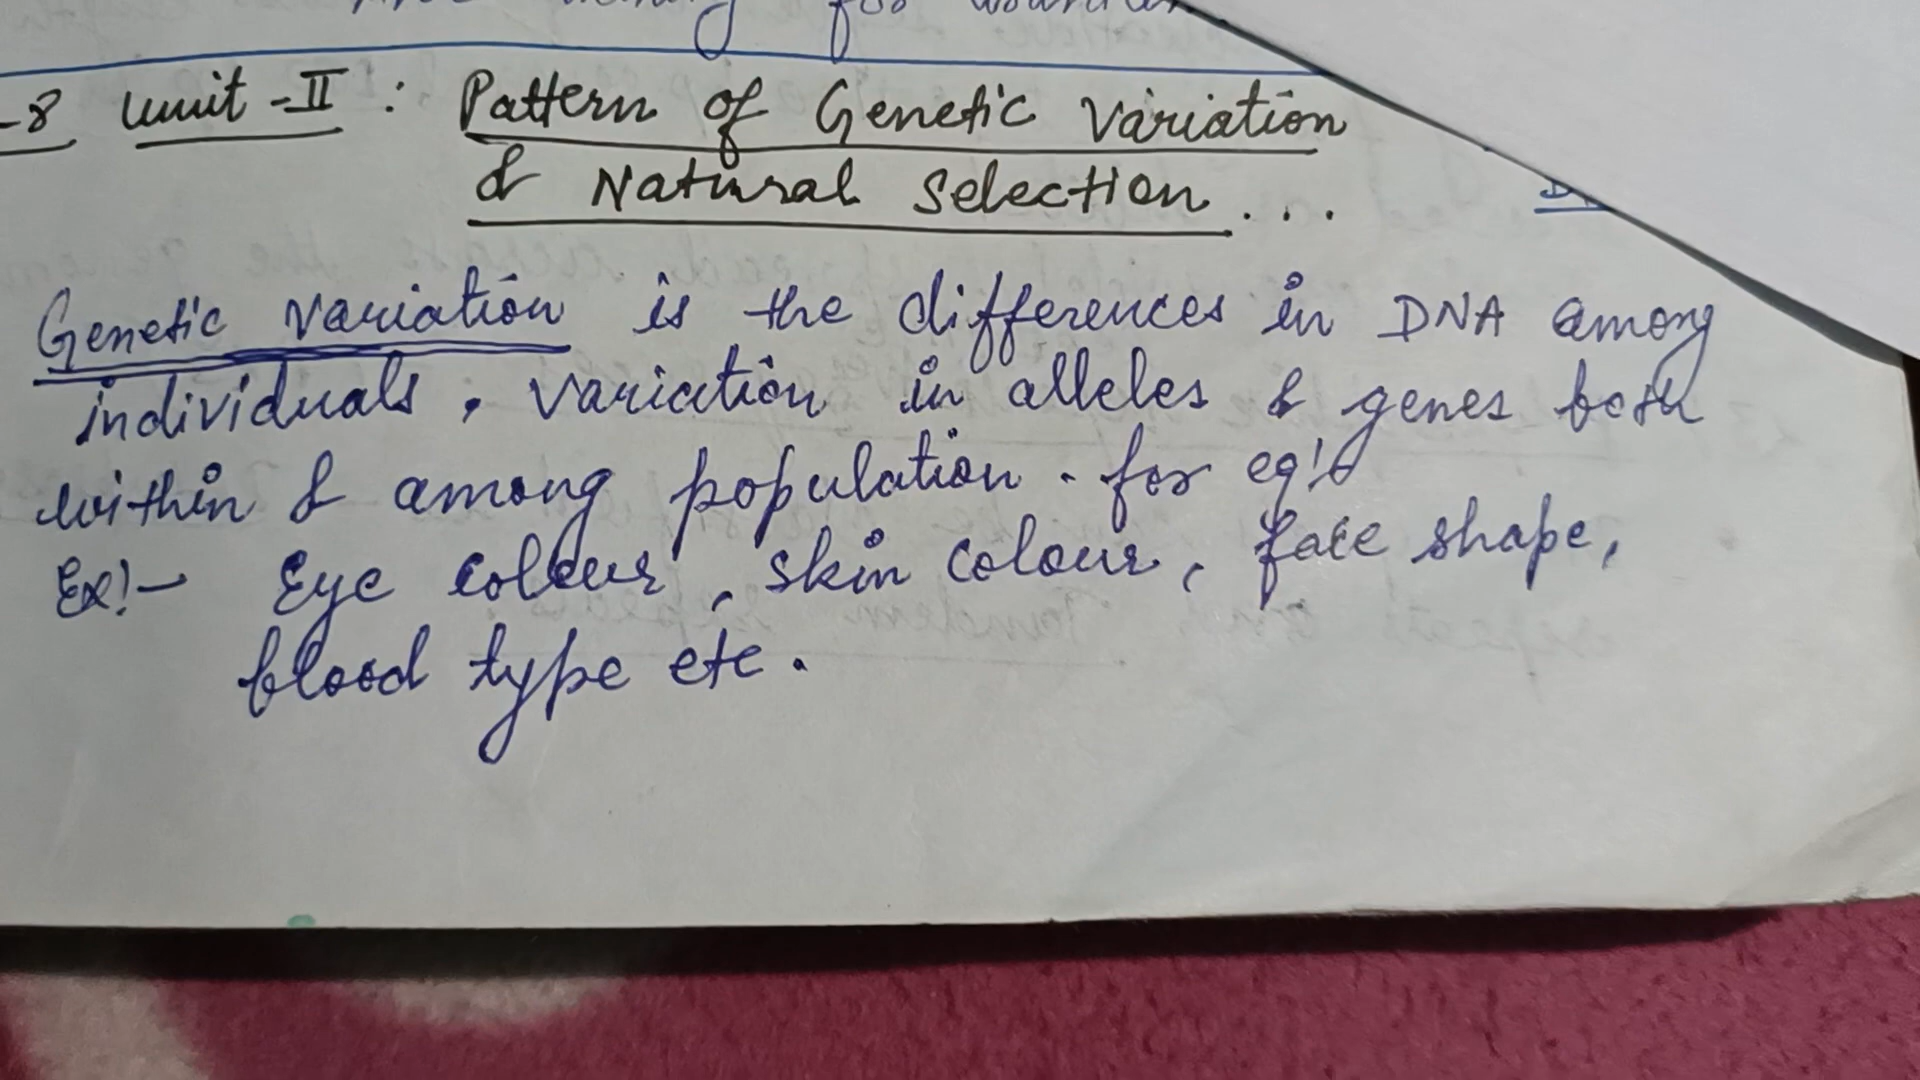 -8 Unit -II : Pattern of Genetic Variation
& Natural Selection ...
Genetic Variation is the differences in DNA among
individuals. Variation in alleles & genes both
within & among population. for eg's
Ex:- Eye colour, skin colour, face shape,
blood type etc.